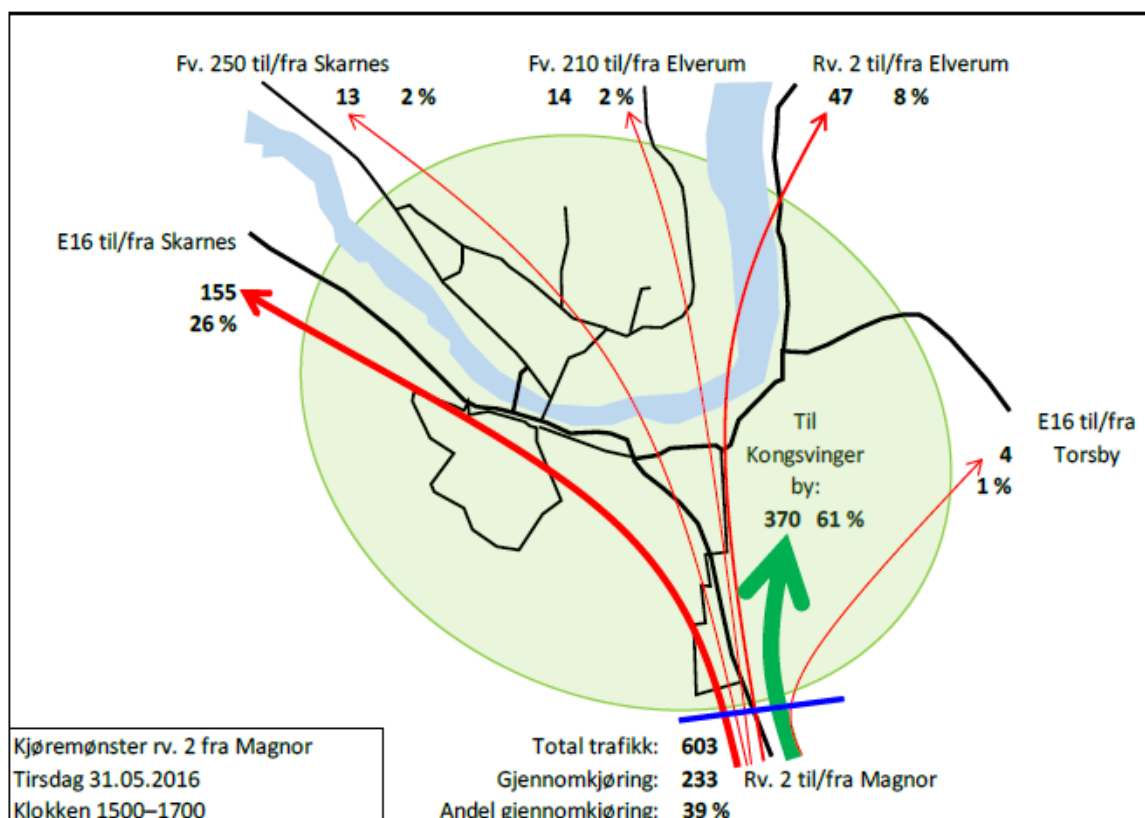 Fv. 250 til/fra Skarnes
13 2 %
Fv. 210 til/fra Elverum
14 2 %
Rv. 2 til/fra Elverum
47 8 %
E16 til/fra Skarnes
155
26 %
E16 til/fra
Torsby
4
1 %
Til
Kongsvinger
by:
370 61 %
Kjøremønster rv. 2 fra Magnor
Tirsdag 31.05.2016
Klokken 1500–1700
Total trafikk: 603
Gjennomkjøring: 233
Andel gjennomkjøring: 39 %
Rv. 2 til/fra Magnor